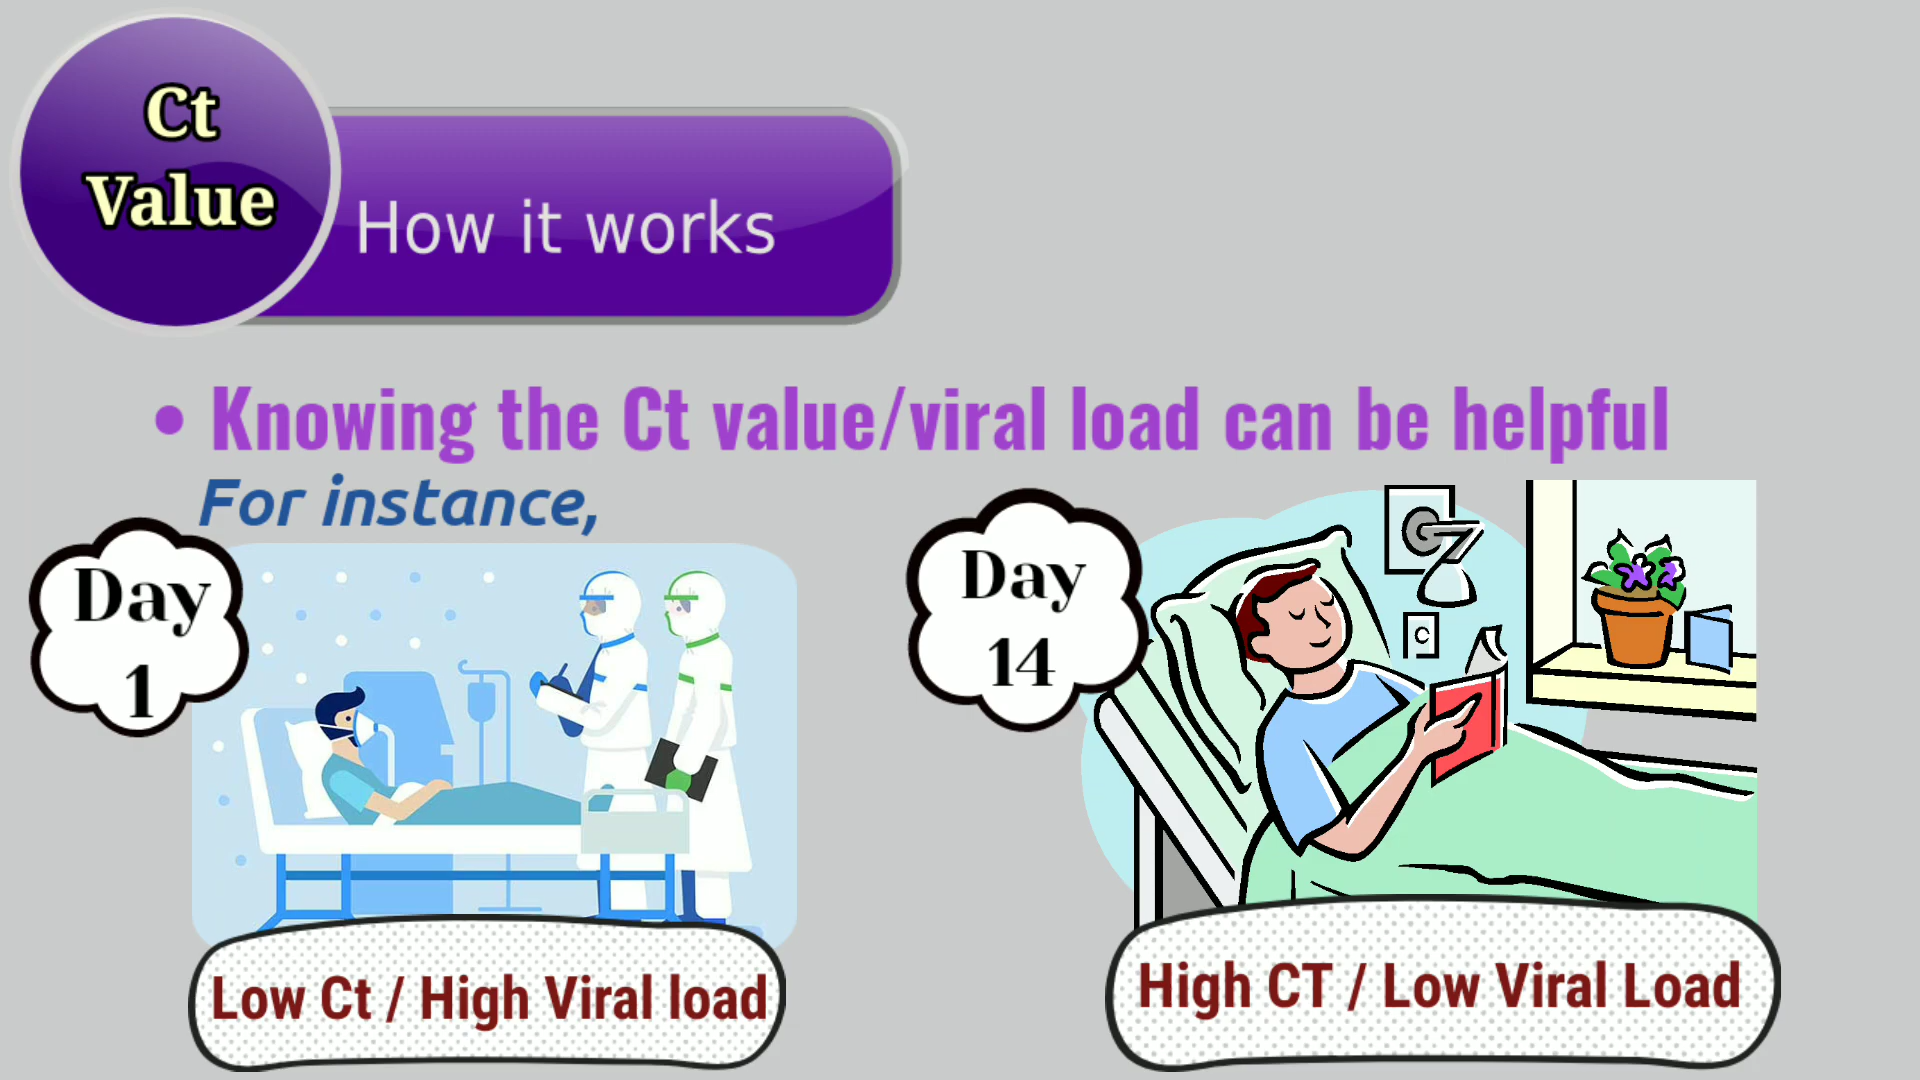 Ct
Value
How it works
• Knowing the Ct value/viral load can be helpful
For instance,
Day
1
Day
14
C
Low Ct / High Viral load
High CT / Low Viral Load